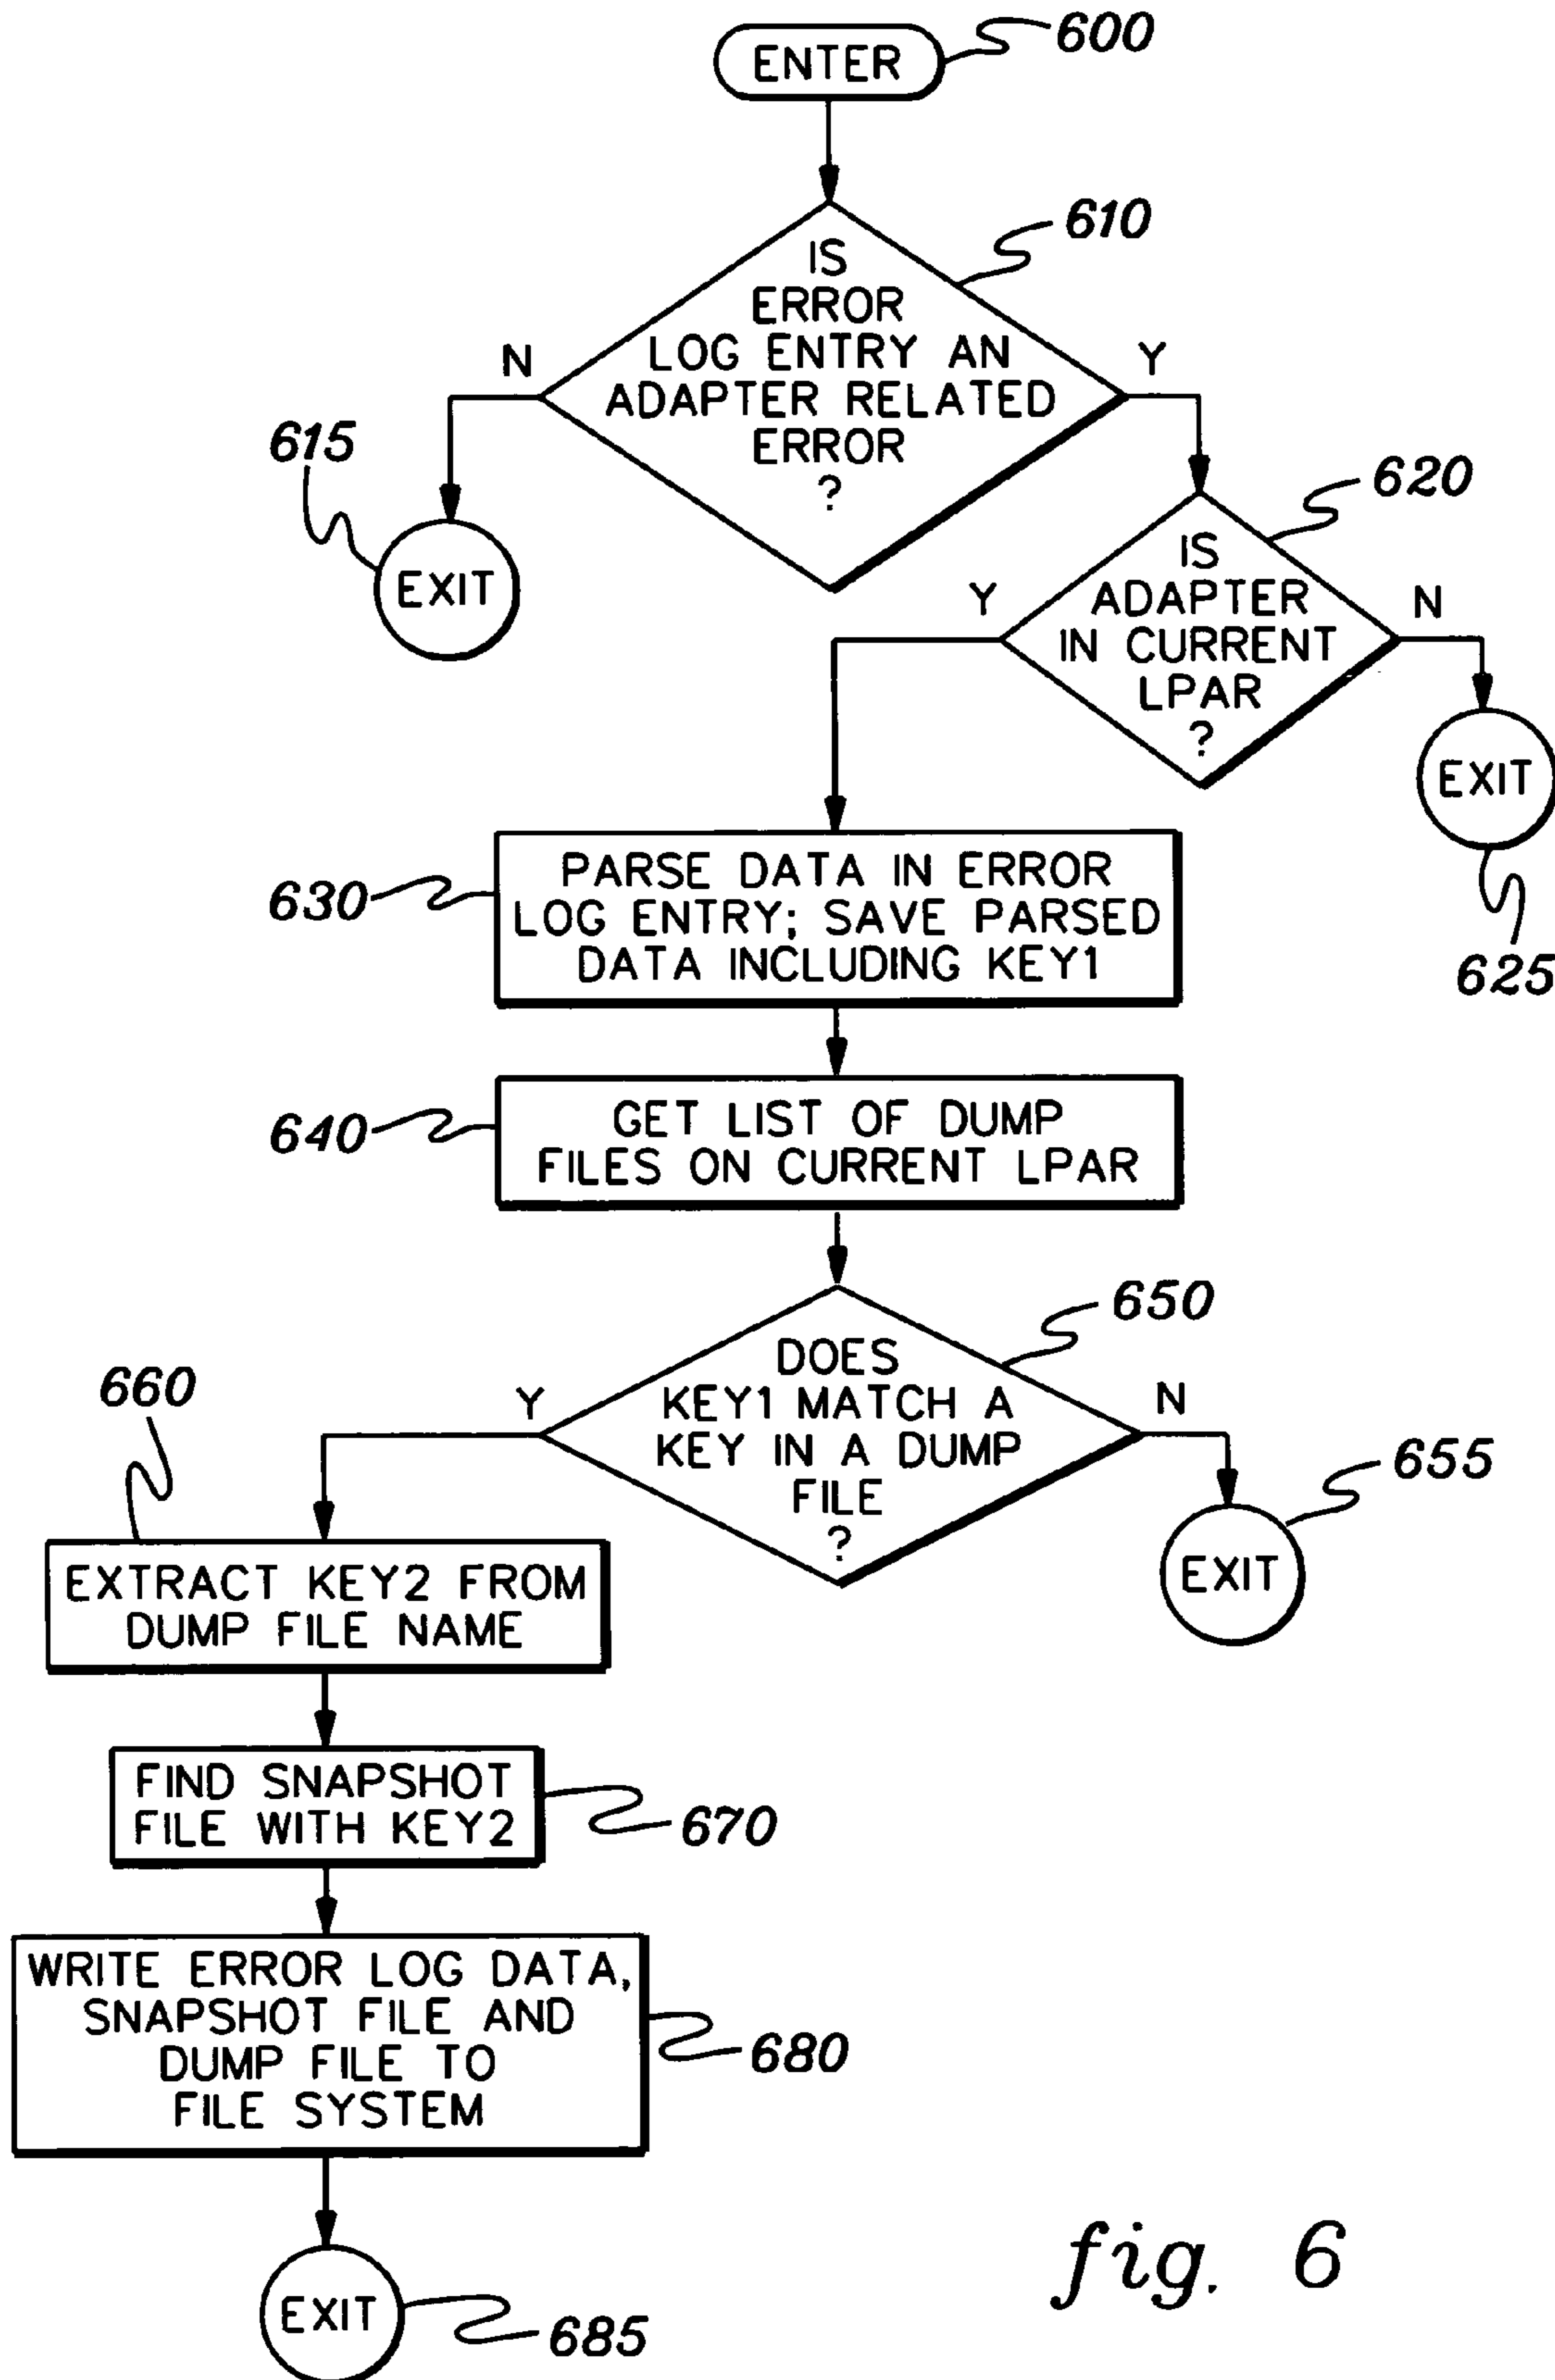 ENTER
600
610
IS
ERROR
LOG ENTRY AN
ADAPTER RELATED
ERROR
?
N
Y
615
EXIT
620
IS
ADAPTER
IN CURRENT
LPAR
?
Y
N
EXIT
625
630
PARSE DATA IN ERROR
LOG ENTRY; SAVE PARSED
DATA INCLUDING KEY1
640
GET LIST OF DUMP
FILES ON CURRENT LPAR
650
DOES
KEY1 MATCH A
KEY IN A DUMP
FILE
?
Y
N
655
EXIT
660
EXTRACT KEY2 FROM
DUMP FILE NAME
FIND SNAPSHOT
FILE WITH KEY2
670
WRITE ERROR LOG DATA,
SNAPSHOT FILE AND
DUMP FILE TO
FILE SYSTEM
680
EXIT
685
fig. 6